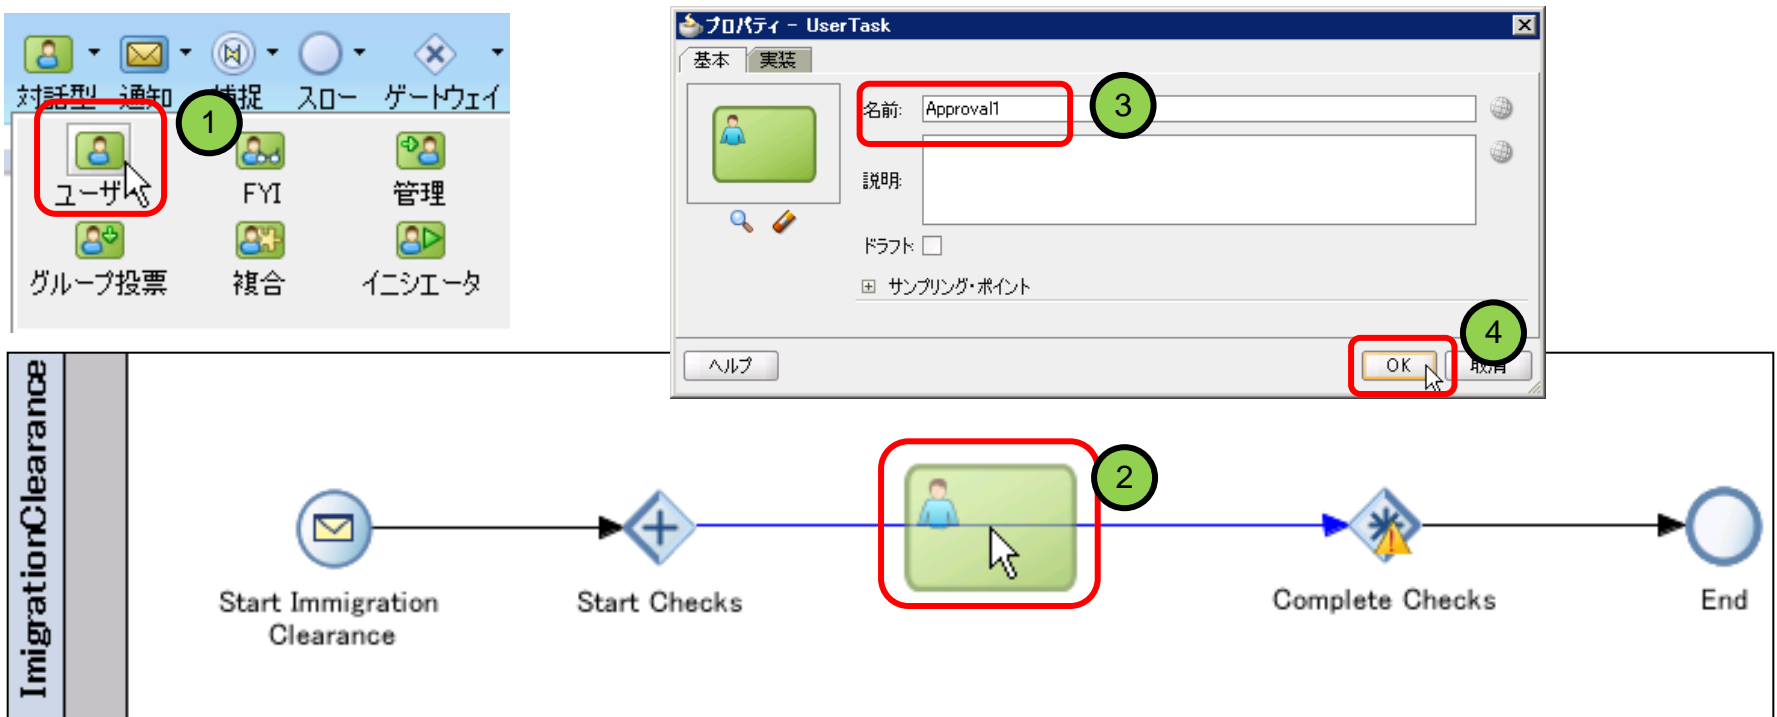 対話型 通知 捕捉 スロー ゲートウェイ
1
ユーザー FYI 管理
グループ投票 複合 イニシエータ
プロパティ - UserTask
基本 実装
名前: Approval1
3
説明:
ドラフト:
サンプリング・ポイント
4
ヘルプ OK 取消
ImigrationClearance
2
Start Immigration
Clearance
Start Checks
Complete Checks
End